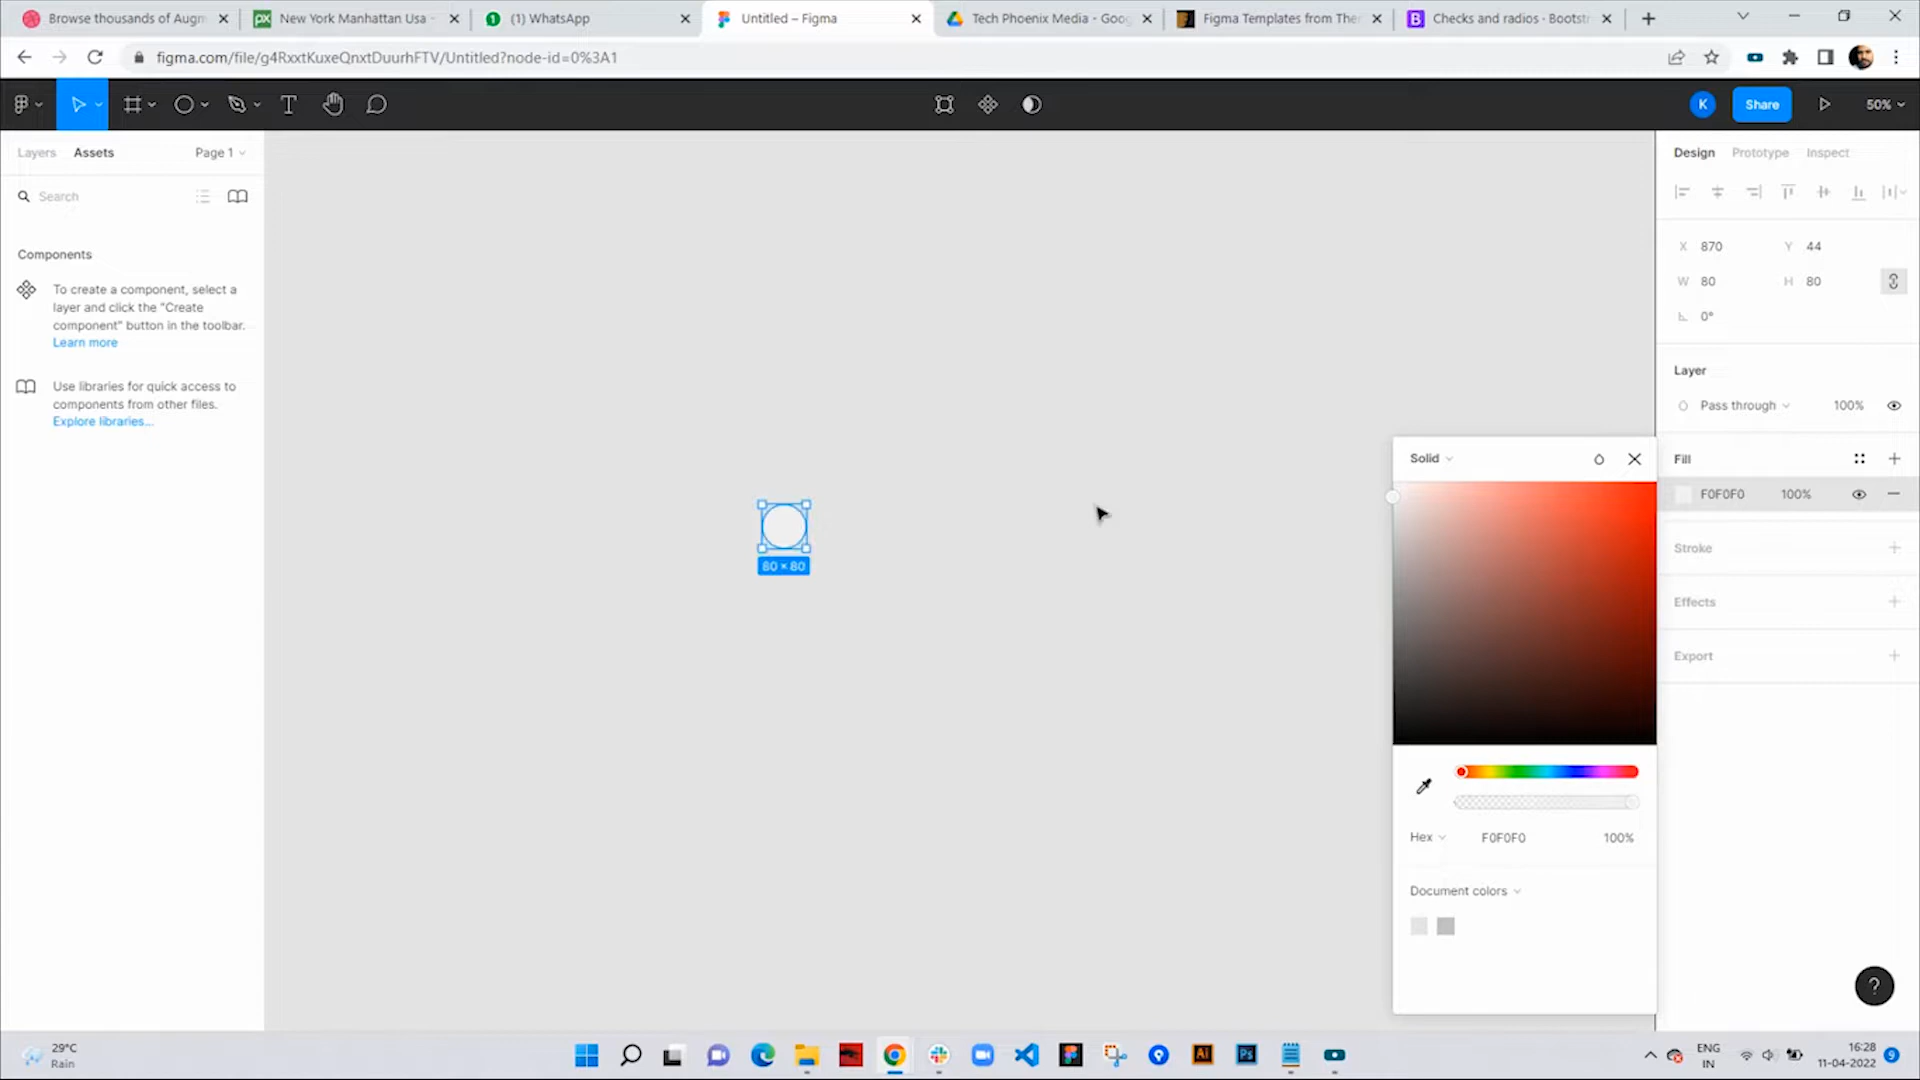 Browse thousands of Augm
New York Manhattan Usa -
(1) WhatsApp
Untitled – Figma
Tech Phoenix Media - Goog
Figma Templates from The
Checks and radios · Bootst
figma.com/file/g4RxxtKuxeQnxtDuurhFTV/Untitled?node-id=0%3A1
K
Share
50%
Layers
Assets
Page 1
Search
Components
To create a component, select a
layer and click the "Create
component" button in the toolbar.
Learn more
Use libraries for quick access to
components from other files.
Explore libraries...
80 × 80
Design
Prototype
Inspect
X 870
Y 44
W 80
H 80
0°
Layer
Pass through
100%
Fill
F0F0F0
100%
Stroke
Effects
Export
Solid
Hex
F0F0F0
100%
Document colors
?
29°C
Rain
Ai
Ps
ENG
IN
16:28
11-04-2022
9